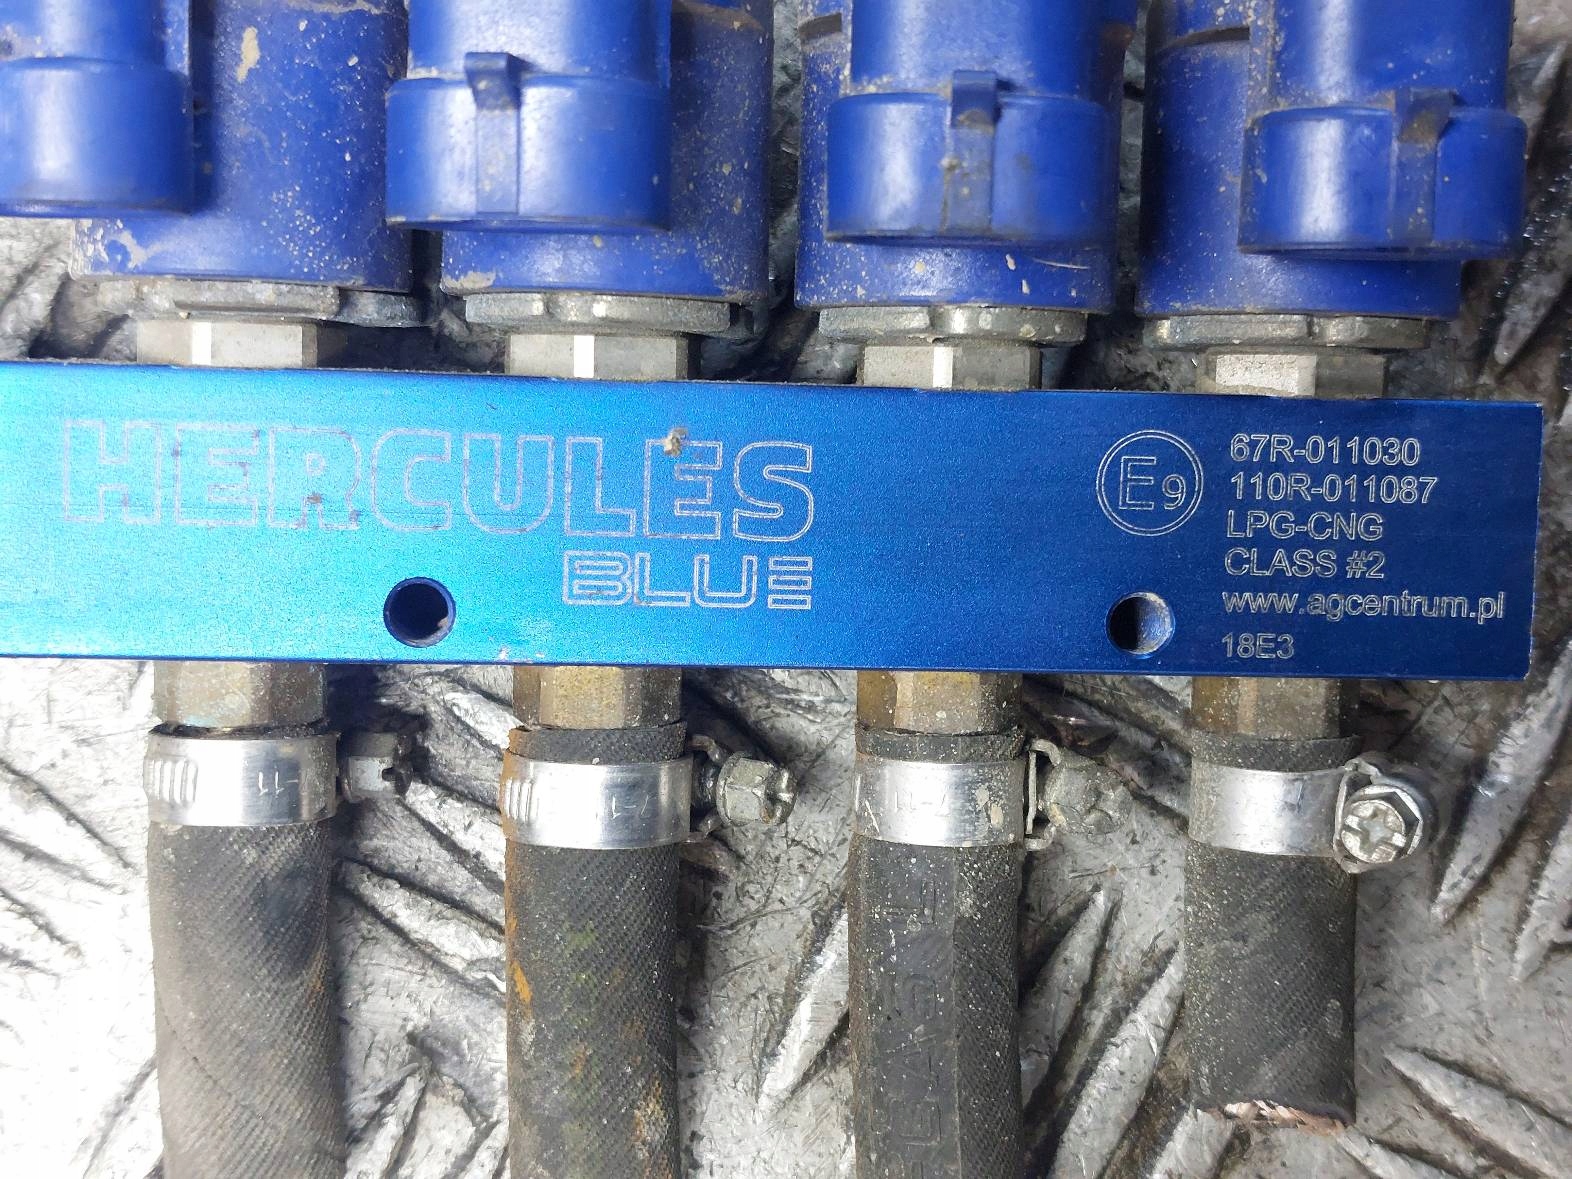 HERCULES
BLUE
E9
67R-011030
110R-011087
LPG-CNG
CLASS #2
www.agcentrum.pl
18E3